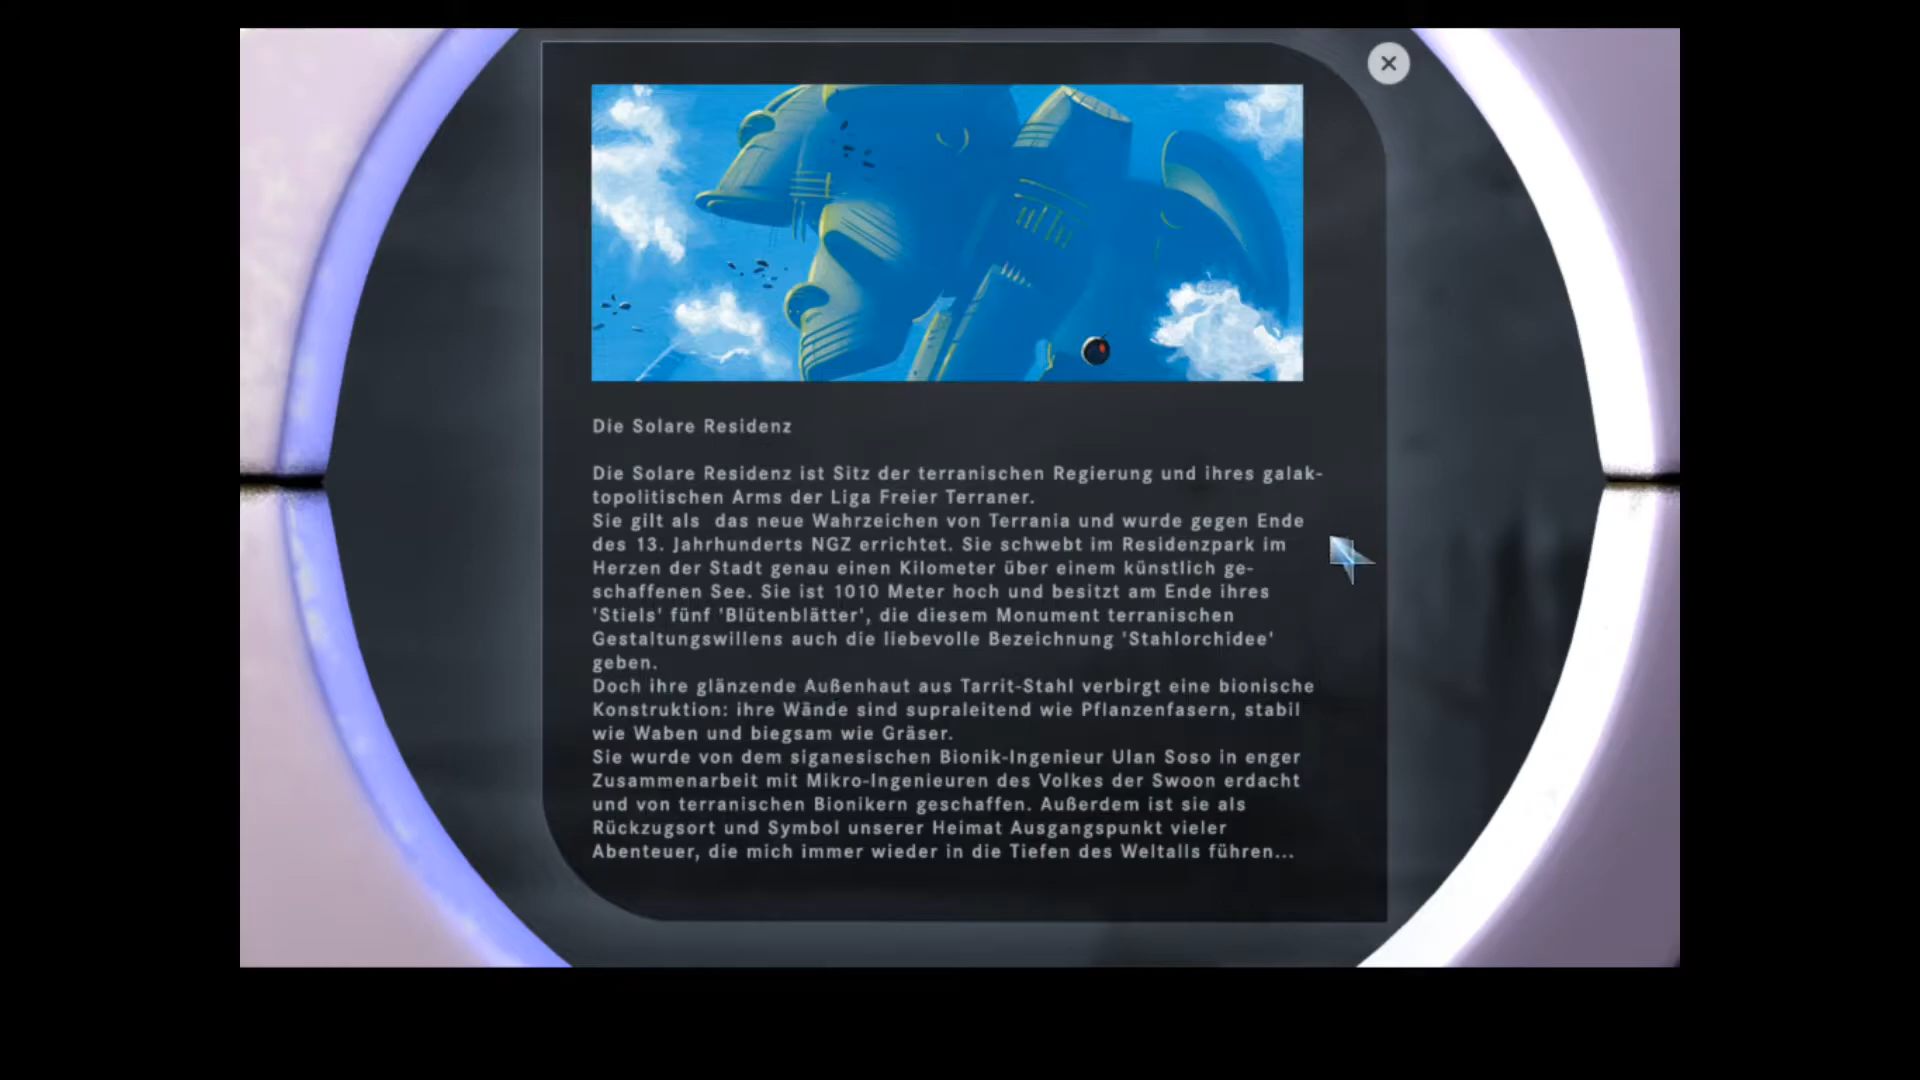 Die Solare Residenz
Die Solare Residenz ist Sitz der terranischen Regierung und ihres galak-
topolitischen Arms der Liga Freier Terraner.
Sie gilt als  das neue Wahrzeichen von Terrania und wurde gegen Ende
des 13. Jahrhunderts NGZ errichtet. Sie schwebt im Residenzpark im
Herzen der Stadt genau einen Kilometer über einem künstlich ge-
schaffenen See. Sie ist 1010 Meter hoch und besitzt am Ende ihres
'Stiels' fünf 'Blütenblätter', die diesem Monument terranischen
Gestaltungswillens auch die liebevolle Bezeichnung 'Stahlorchidee'
geben.
Doch ihre glänzende Außenhaut aus Tarrit-Stahl verbirgt eine bionische
Konstruktion: ihre Wände sind supraleitend wie Pflanzenfasern, stabil
wie Waben und biegsam wie Gräser.
Sie wurde von dem siganesischen Bionik-Ingenieur Ulan Soso in enger
Zusammenarbeit mit Mikro-Ingenieuren des Volkes der Swoon erdacht
und von terranischen Bionikern geschaffen. Außerdem ist sie als
Rückzugsort und Symbol unserer Heimat Ausgangspunkt vieler
Abenteuer, die mich immer wieder in die Tiefen des Weltalls führen...